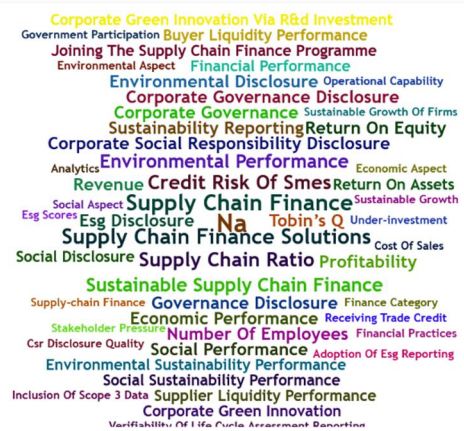 Corporate Green Innovation Via R&d Investment
Government Participation Buyer Liquidity Performance
Joining The Supply Chain Finance Programme
Environmental Aspect Financial Performance
Environmental Disclosure Operational Capability
Corporate Governance Disclosure
Corporate Governance Sustainable Growth Of Firms
Sustainability Reporting Return On Equity
Corporate Social Responsibility Disclosure
Analytics Environmental Performance Economic Aspect
Revenue Credit Risk Of Smes Return On Assets
Social Aspect Supply Chain Finance Sustainable Growth
Esg Scores Esg Disclosure Na Tobin's Q Under-investment
Supply Chain Finance Solutions Cost Of Sales
Social Disclosure Supply Chain Ratio Profitability
Sustainable Supply Chain Finance
Supply-chain Finance Governance Disclosure Finance Category
Economic Performance Receiving Trade Credit
Stakeholder Pressure Number Of Employees Financial Practices
Csr Disclosure Quality Social Performance Adoption Of Esg Reporting
Environmental Sustainability Performance
Social Sustainability Performance
Inclusion Of Scope 3 Data Supplier Liquidity Performance
Corporate Green Innovation
Verifiability Of Life Cycle Assessment Reporting